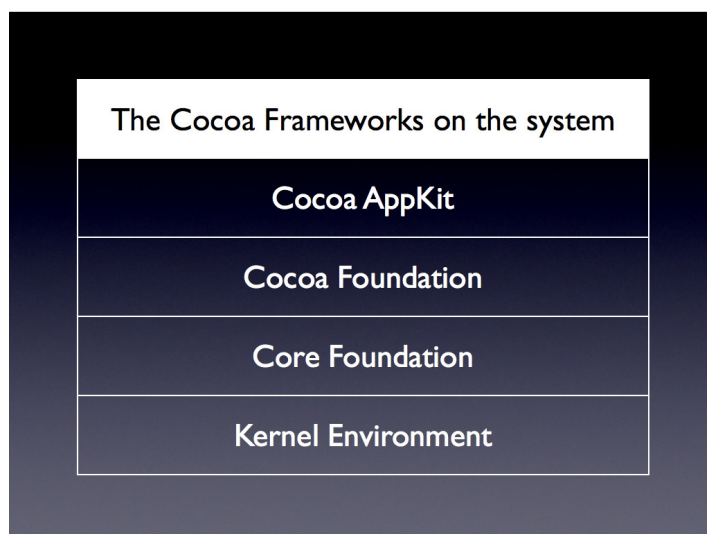 The Cocoa Frameworks on the system
Cocoa AppKit
Cocoa Foundation
Core Foundation
Kernel Environment